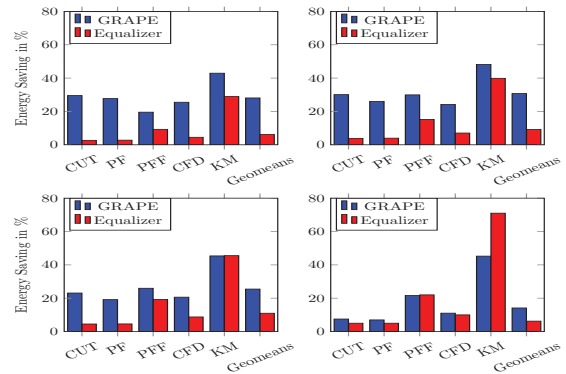 80
60
40
20
0
Energy Saving in %
GRAPE
Equalizer
CUT
PF
PFF
CFD
KM
Geomeans
80
60
40
20
0
GRAPE
Equalizer
CUT
PF
PFF
CFD
KM
Geomeans
80
60
40
20
0
Energy Saving in %
GRAPE
Equalizer
CUT
PF
PFF
CFD
KM
Geomeans
80
60
40
20
0
GRAPE
Equalizer
CUT
PF
PFF
CFD
KM
Geomeans